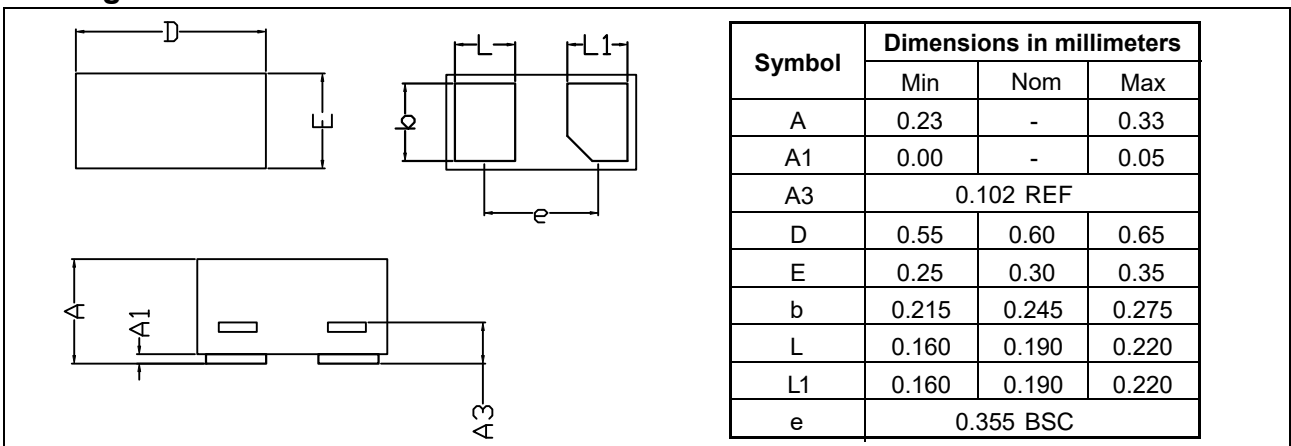 D
E
L
L1
b
e
A
A1
A3
Symbol
Dimensions in millimeters
Min Nom Max
A 0.23 - 0.33
A1 0.00 - 0.05
A3 0.102 REF
D 0.55 0.60 0.65
E 0.25 0.30 0.35
b 0.215 0.245 0.275
L 0.160 0.190 0.220
L1 0.160 0.190 0.220
e 0.355 BSC